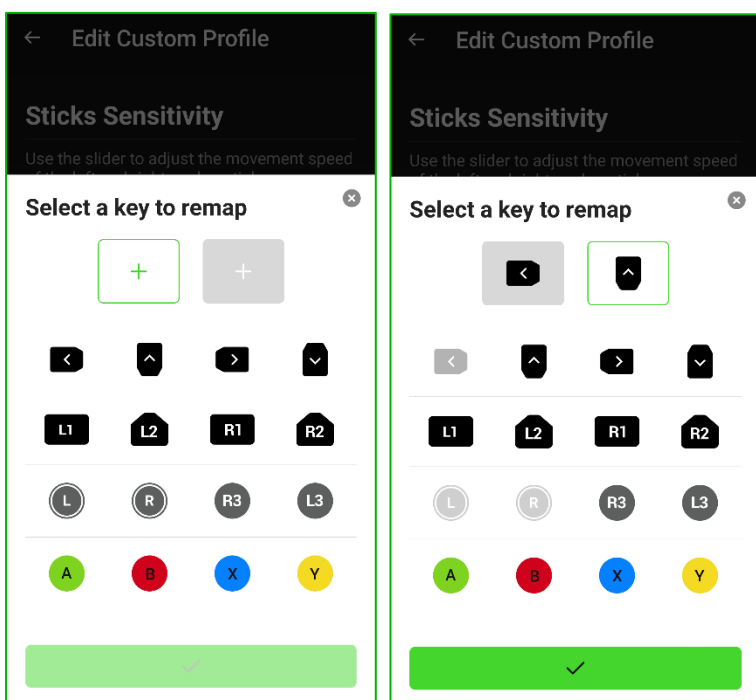 Edit Custom Profile
Sticks Sensitivity
Use the slider to adjust the movement speed
Select a key to remap
L1 L2 R1 R2
L R R3 L3
A B X Y
Edit Custom Profile
Sticks Sensitivity
Use the slider to adjust the movement speed
Select a key to remap
L1 L2 R1 R2
L R R3 L3
A B X Y